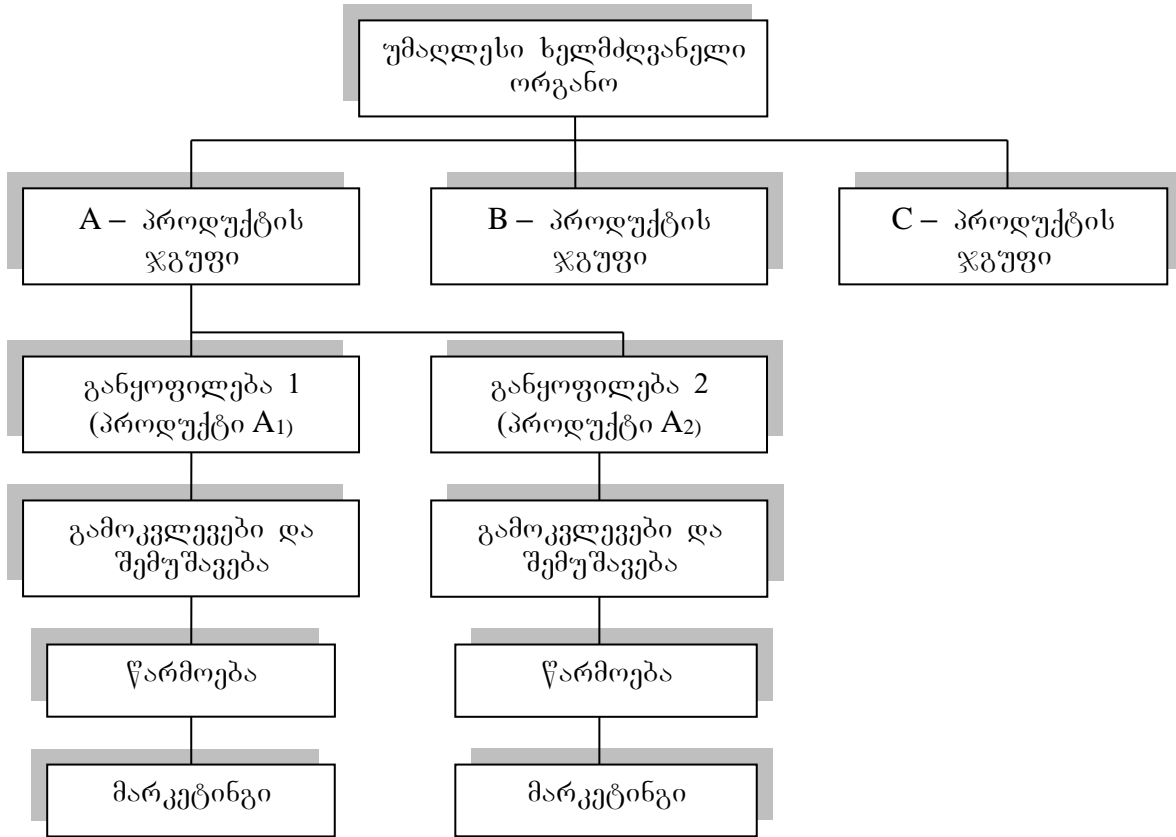 უმაღლესი ხელმძღვანელი
ორგანო
A – პროდუქტის
ჯგუფი
B – პროდუქტის
ჯგუფი
C – პროდუქტის
ჯგუფი
განყოფილება 1
(პროდუქტი A1)
განყოფილება 2
(პროდუქტი A2)
გამოკვლევები და
შემუშავება
გამოკვლევები და
შემუშავება
წარმოება
წარმოება
მარკეტინგი
მარკეტინგი